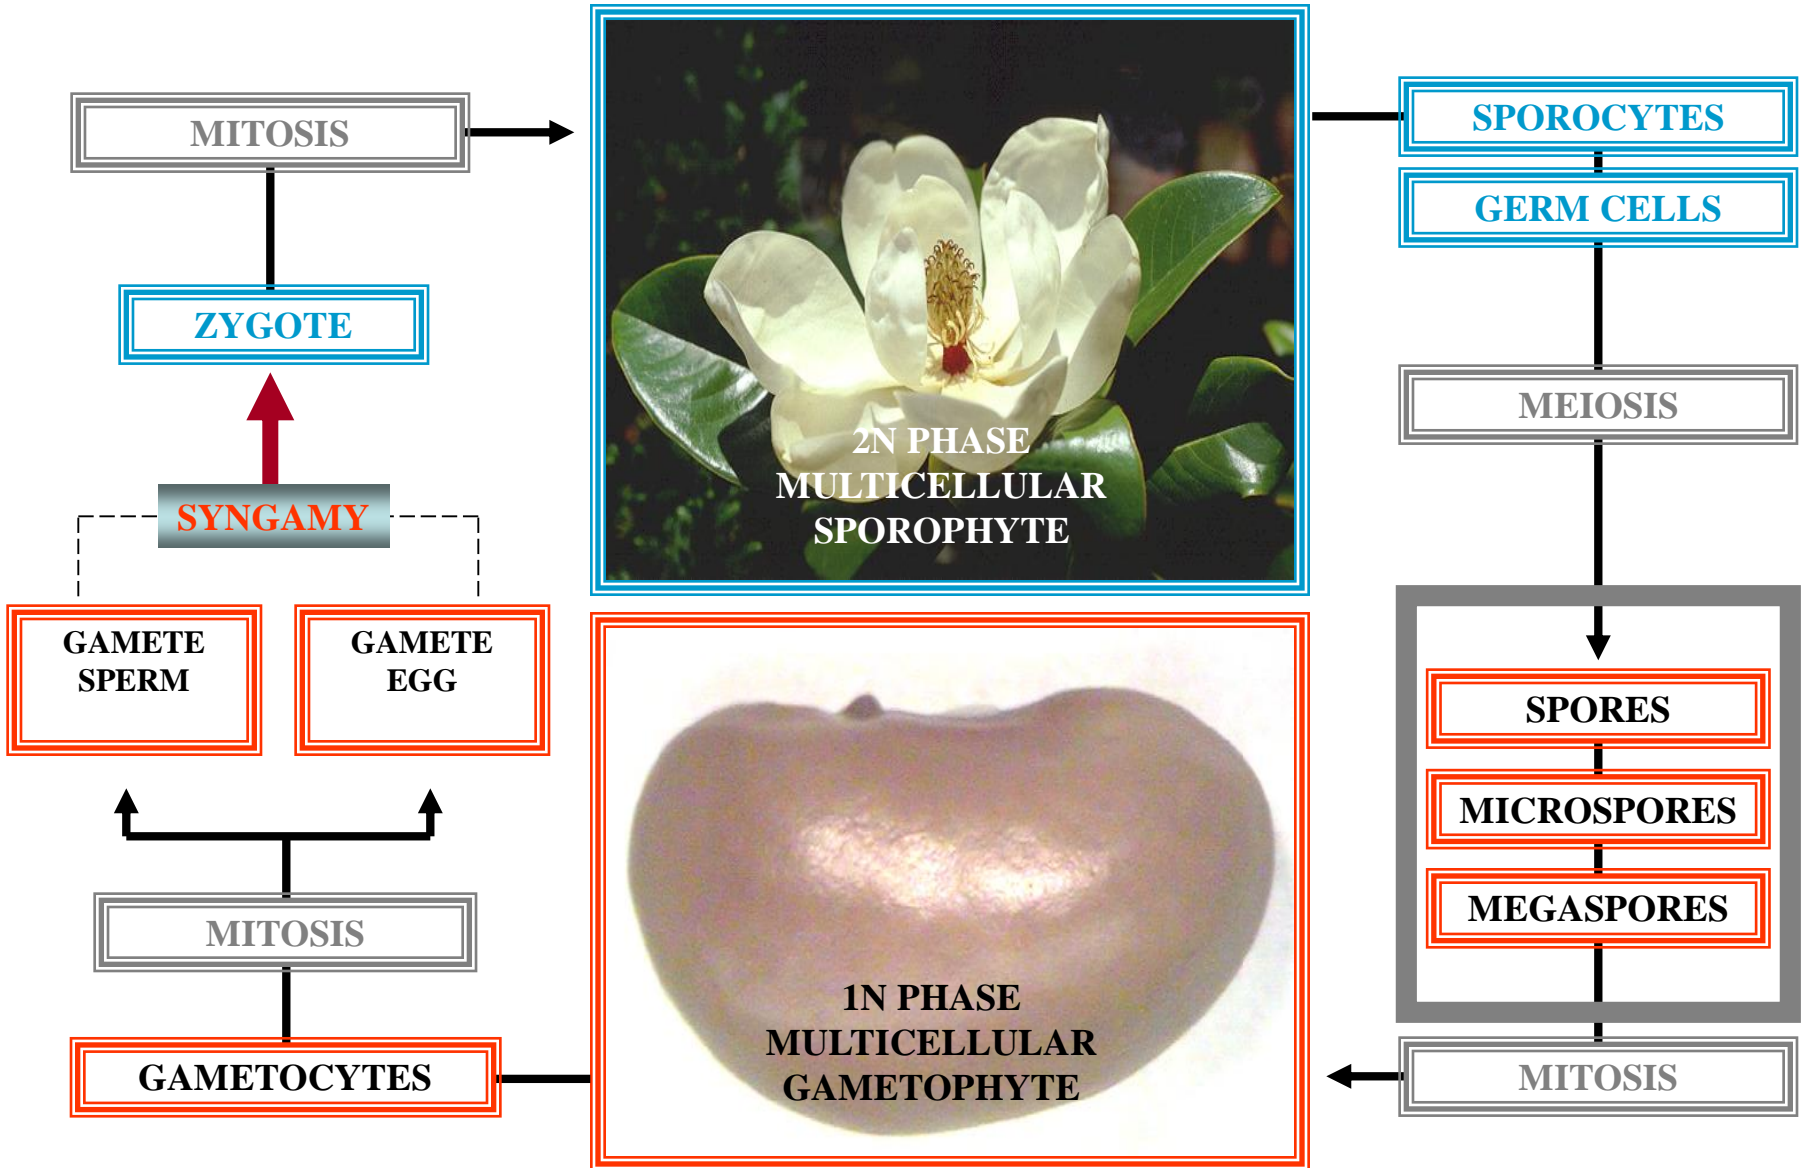 MITOSIS
ZYGOTE
SYNGAMY
GAMETE
SPERM
GAMETE
EGG
MITOSIS
GAMETOCYTES
2N PHASE
MULTICELLULAR
SPOROPHYTE
1N PHASE
MULTICELLULAR
GAMETOPHYTE
SPOROCYTES
GERM CELLS
MEIOSIS
SPORES
MICROSPORES
MEGASPORES
MITOSIS